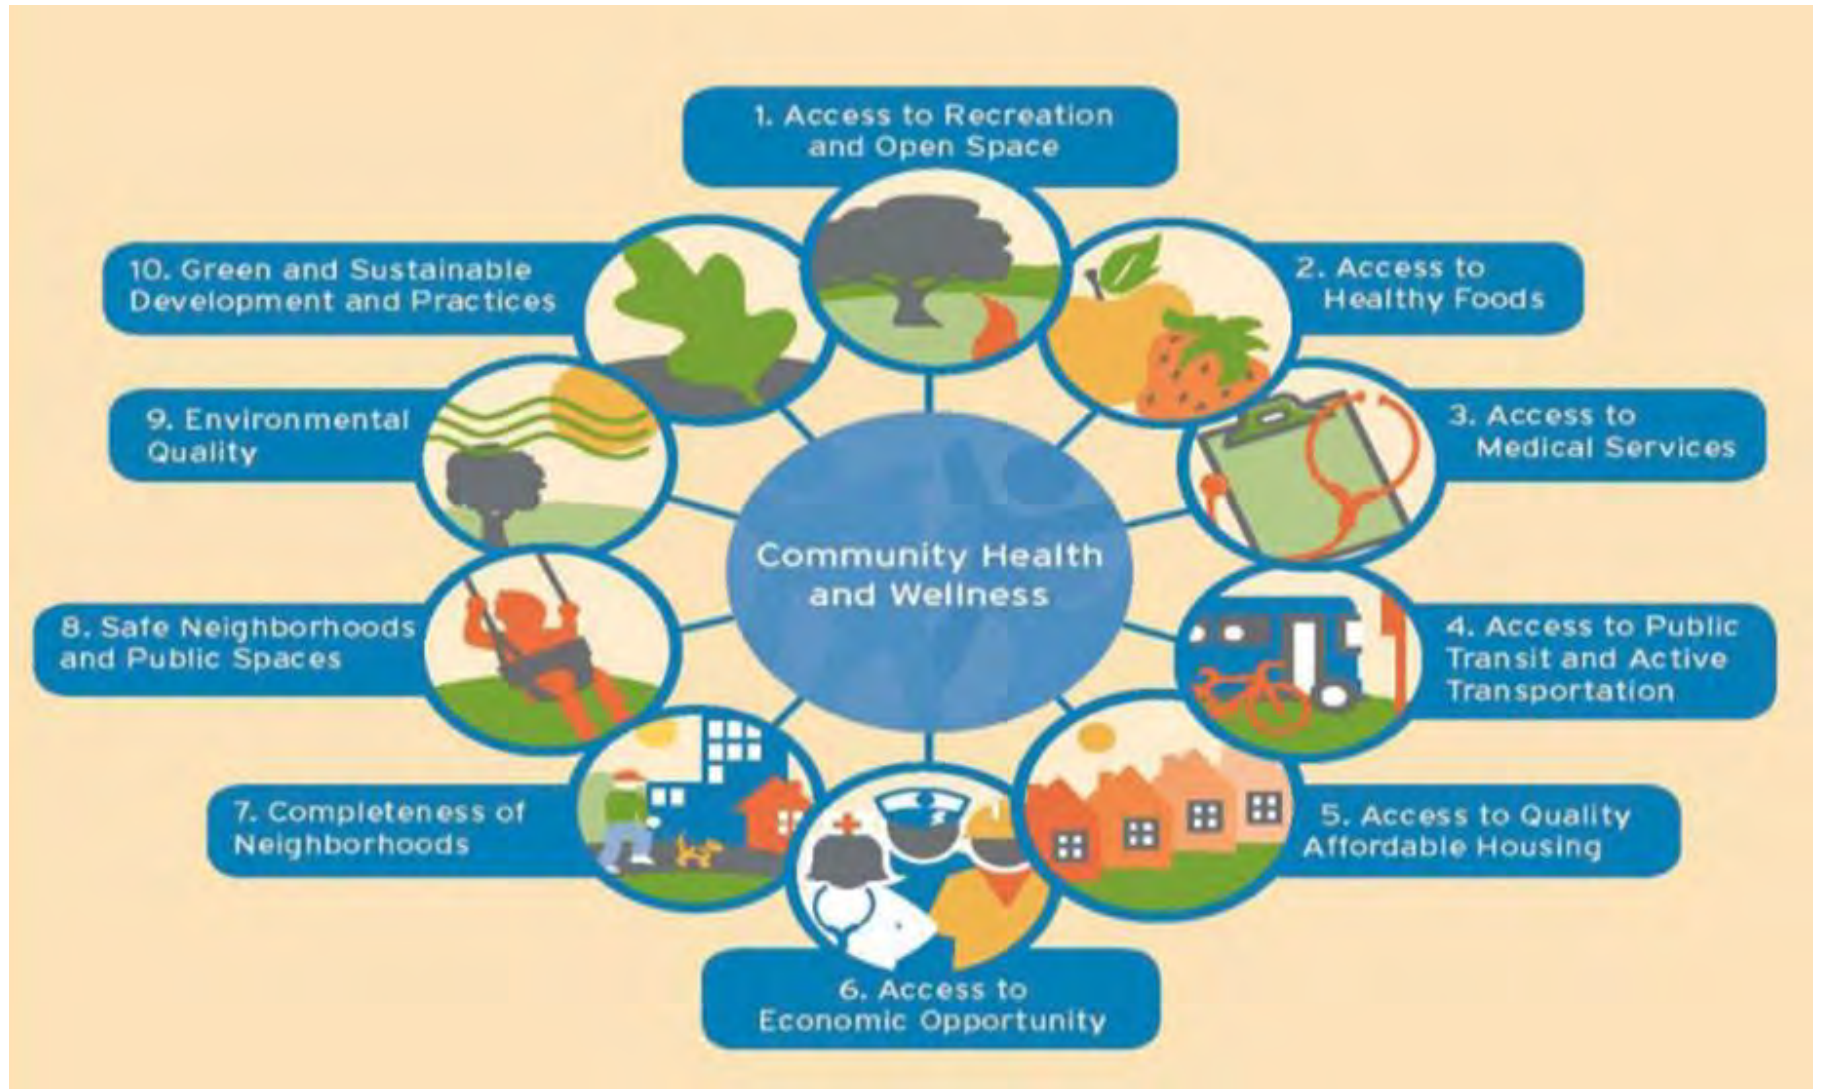 1. Access to Recreation
and Open Space
2. Access to
Healthy Foods
3. Access to
Medical Services
4. Access to Public
Transit and Active
Transportation
5. Access to Quality
Affordable Housing
6. Access to
Economic Opportunity
7. Completeness of
Neighborhoods
8. Safe Neighborhoods
and Public Spaces
9. Environmental
Quality
10. Green and Sustainable
Development and Practices
Community Health
and Wellness